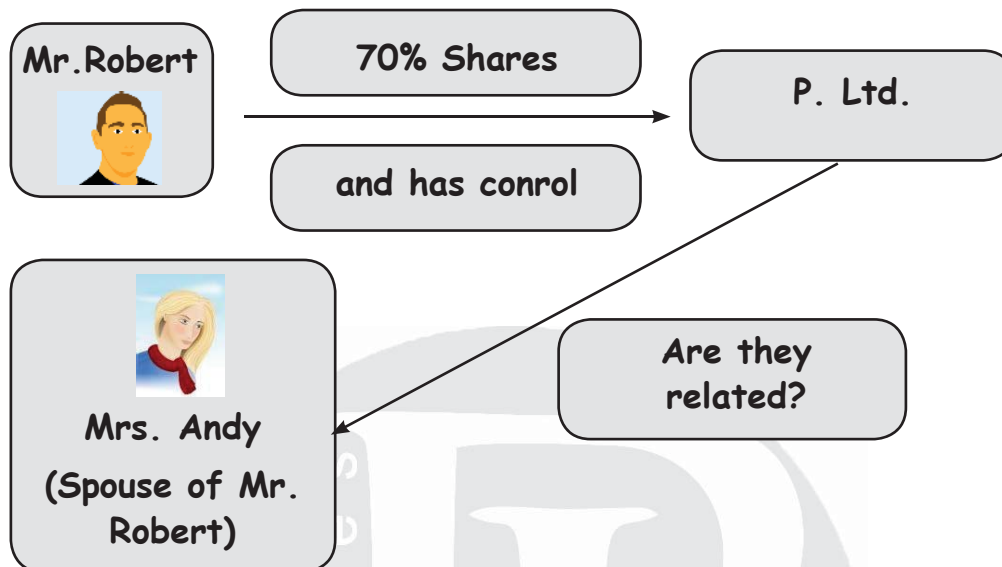 Mr.Robert
70% Shares
P. Ltd.
and has conrol
Are they
related?
Mrs. Andy
(Spouse of Mr.
Robert)